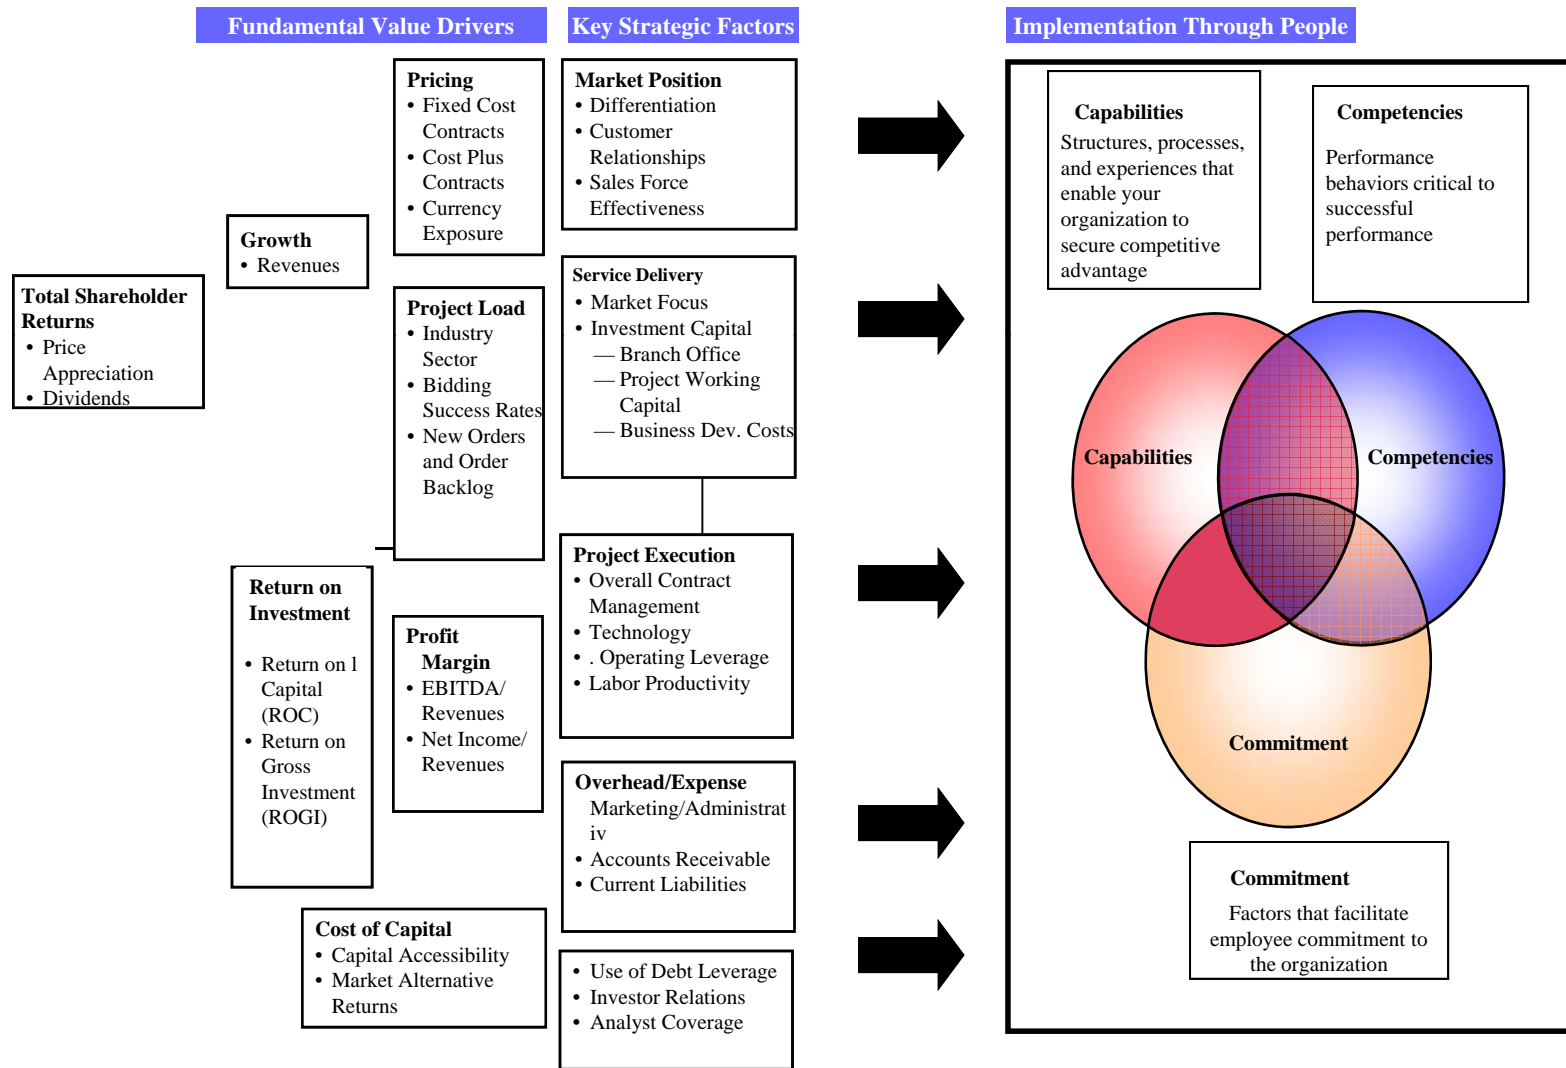 Fundamental Value Drivers
Key Strategic Factors
Implementation Through People
Total Shareholder
Returns
• Price
Appreciation
• Dividends
Growth
• Revenues
Return on
Investment
• Return on l
Capital
(ROC)
• Return on
Gross
Investment
(ROGI)
Pricing
• Fixed Cost
Contracts
• Cost Plus
Contracts
• Currency
Exposure
Project Load
• Industry
Sector
• Bidding
Success Rates
• New Orders
and Order
Backlog
Profit
Margin
• EBITDA/
Revenues
• Net Income/
Revenues
Cost of Capital
• Capital Accessibility
• Market Alternative
Returns
Market Position
• Differentiation
• Customer
Relationships
• Sales Force
Effectiveness
Service Delivery
• Market Focus
• Investment Capital
— Branch Office
— Project Working
Capital
— Business Dev. Costs
Project Execution
• Overall Contract
Management
• Technology
• . Operating Leverage
• Labor Productivity
Overhead/Expense
Marketing/Administrat
iv
• Accounts Receivable
• Current Liabilities
• Use of Debt Leverage
• Investor Relations
• Analyst Coverage
Capabilities
Structures, processes,
and experiences that
enable your
organization to
secure competitive
advantage
Competencies
Performance
behaviors critical to
successful
performance
Capabilities
Competencies
Commitment
Commitment
Factors that facilitate
employee commitment to
the organization